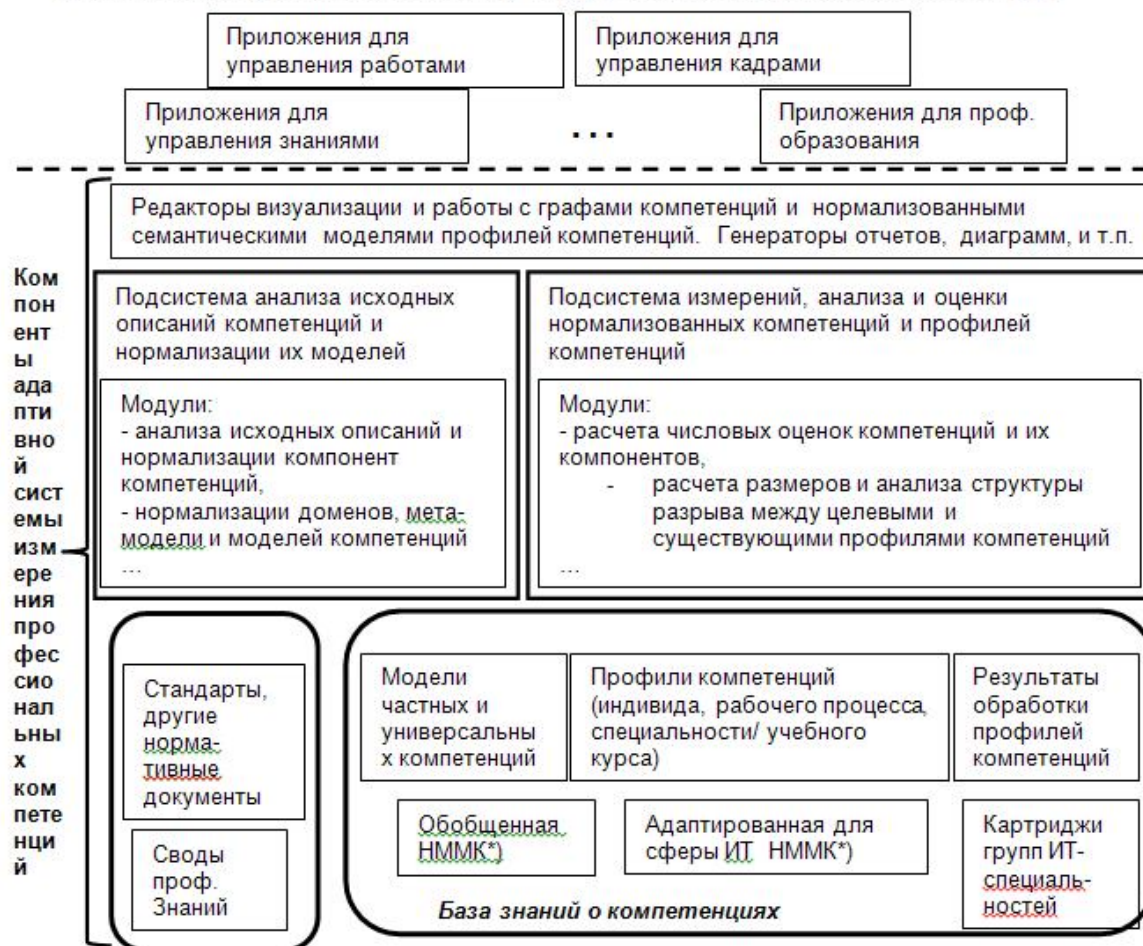 Приложения для
управления работами
Приложения для
управления кадрами
Приложения для
управления знаниями
...
Приложения для проф.
образования
Ком
пон
ент
ы
ада
пти
вно
й
сист
емы
изм
ере
ния
про
фес
сио
нал
ьны
х
ком
пете
нци
й
Редакторы визуализации и работы с графами компетенций и нормализованными
семантическими моделями профилей компетенций. Генераторы отчетов, диаграмм, и т.п.
Подсистема анализа исходных
описаний компетенций и
нормализации их моделей
Модули:
- анализа исходных описаний и
нормализации компонент
компетенций,
- нормализации доменов, мета-
модели и моделей компетенций
...
Подсистема измерений, анализа и оценки
нормализованных компетенций и профилей
компетенций
Модули:
- расчета числовых оценок компетенций и их
компонентов,
- расчета размеров и анализа структуры
разрыва между целевыми и
существующими профилями компетенций
...
Стандарты,
другие
норма-
тивные
документы
Своды
проф.
Знаний
Модели
частных и
универсальны
х компетенций
Профили компетенций
(индивида, рабочего процесса,
специальности/ учебного
курса)
Результаты
обработки
профилей
компетенций
Обобщенная
НММК*)
Адаптированная для
сферы ИТ НММК*)
Картриджи
групп ИТ-
специаль-
ностей
База знаний о компетенциях